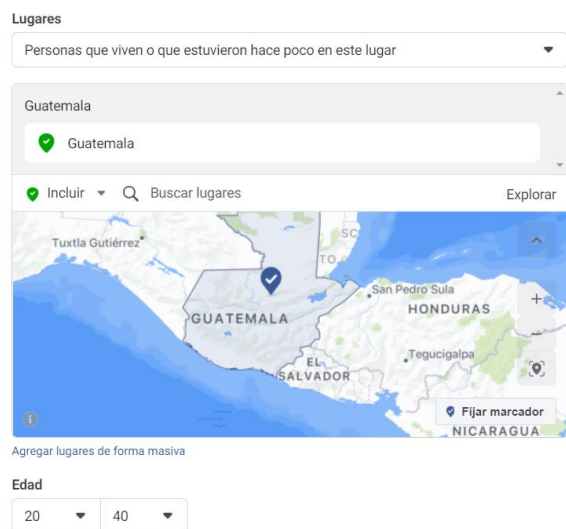 Lugares
Personas que viven o que estuvieron hace poco en este lugar
Guatemala
Guatemala
Incluir
Buscar lugares
Explorar
Tuxtla Gutiérrez
SC
TO
San Pedro Sula
HONDURAS
GUATEMALA
Tegucigalpa
EL
SALVADOR
Fijar marcador
NICARAGUA
Agregar lugares de forma masiva
Edad
20 40